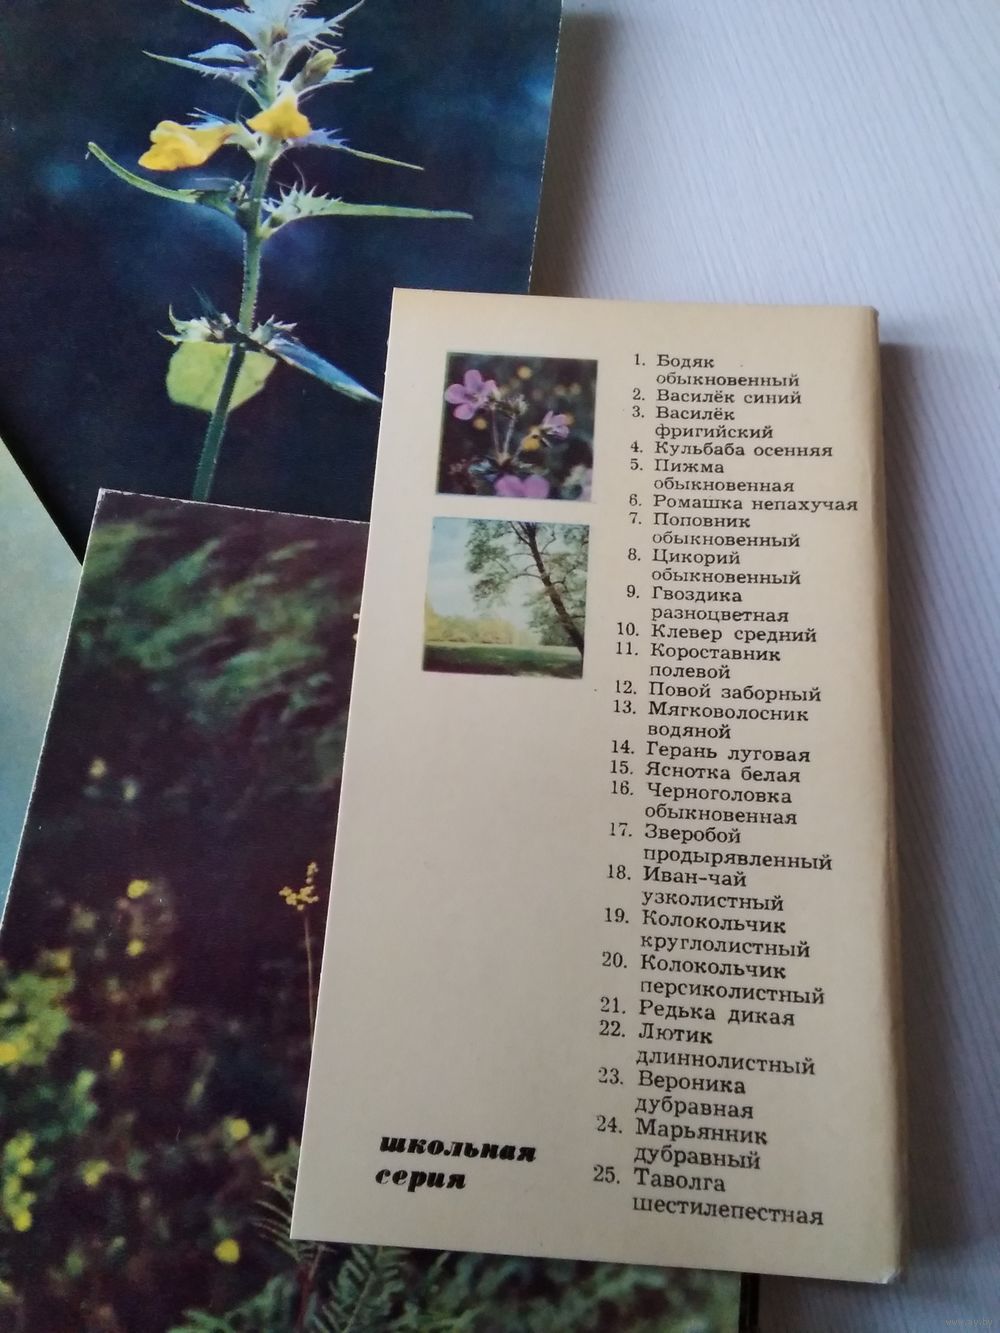 1. Бодяк
обыкновенный
2. Василёк синий
3. Василёк
фригийский
4. Кульбаба осенняя
5. Пижма
обыкновенная
6. Ромашка непахучая
7. Поповник
обыкновенный
8. Цикорий
обыкновенный
9. Гвоздика
разноцветная
10. Клевер средний
11. Короставник
полевой
12. Повой заборный
13. Мягковолосник
водяной
14. Герань луговая
15. Яснотка белая
16. Черноголовка
обыкновенная
17. Зверобой
продырявленный
18. Иван-чай
узколистный
19. Колокольчик
круглолистный
20. Колокольчик
персиколистный
21. Редька дикая
22. Лютик
длиннолистный
23. Вероника
дубравная
24. Марьянник
дубравный
25. Таволга
шестилепестная
школьная
серия
www.ay.by